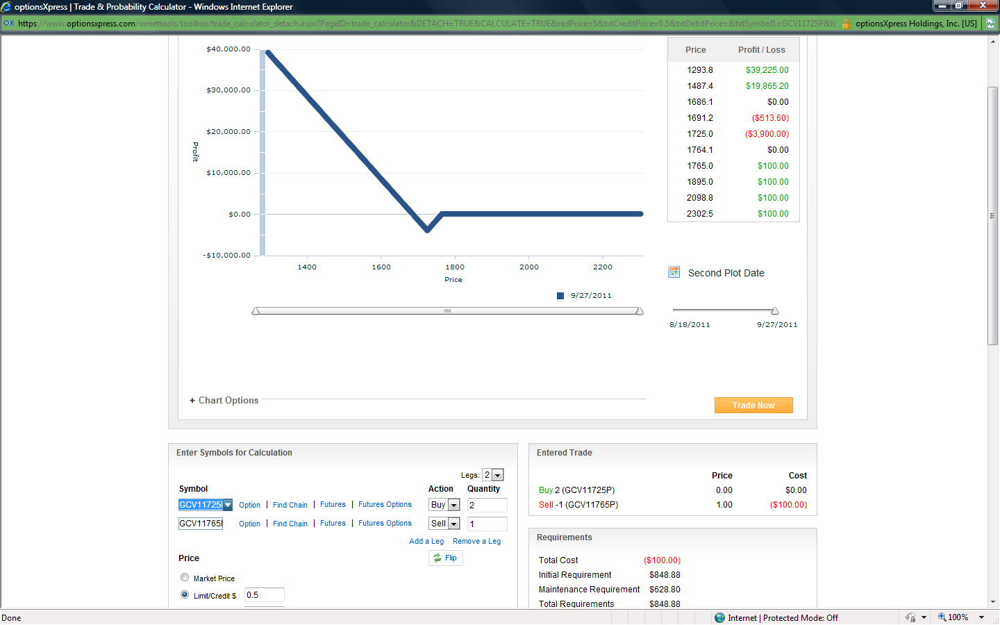 optionsXpress | Trade & Probability Calculator - Windows Internet Explorer
OX https://www.optionsxpress.com/oxnettools/toolbox/trade_calculator_detach.aspx?PageID=trade_calculator&DETACH=TRUE&CALCULATE=TRUE&radPrice=5&txtCreditPrice=0.5&txtDebitPrice=&txtSymbol1=GCV11725P&ls optionsXpress Holdings, Inc. [US]
$40,000.00
$30,000.00
$20,000.00
$10,000.00
$0.00
-$10,000.00
Profit
1400 1600 1800 2000 2200
Price
9/27/2011
Price Profit / Loss
1293.8 $39,225.00
1487.4 $19,865.20
1686.1 $0.00
1691.2 ($513.60)
1725.0 ($3,900.00)
1764.1 $0.00
1765.0 $100.00
1895.0 $100.00
2098.8 $100.00
2302.5 $100.00
Second Plot Date
8/18/2011 9/27/2011
+ Chart Options
Trade Now
Enter Symbols for Calculation
Legs: 2
Symbol Action Quantity
GCV11725 Option | Find Chain | Futures | Futures Options Buy 2
GCV11765 Option | Find Chain | Futures | Futures Options Sell 1
Add a Leg Remove a Leg
Flip
Price
Market Price
Limit/Credit $ 0.5
Entered Trade
Price Cost
Buy 2 (GCV11725P) 0.00 $0.00
Sell -1 (GCV11765P) 1.00 ($100.00)
Requirements
Total Cost ($100.00)
Initial Requirement $848.88
Maintenance Requirement $628.80
Total Requirements $848.88
Done
Internet | Protected Mode: Off
100%